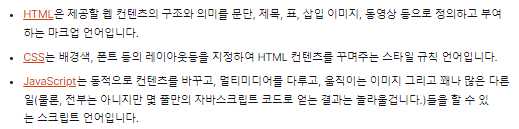 HTML은 제공할 웹 컨텐츠의 구조와 의미를 문단, 제목, 표, 삽입 이미지, 동영상 등으로 정의하고 부여
하는 마크업 언어입니다.
CSS는 배경색, 폰트 등의 레이아웃등을 지정하여 HTML 컨텐츠를 꾸며주는 스타일 규칙 언어입니다.
JavaScript는 동적으로 컨텐츠를 바꾸고, 멀티미디어를 다루고, 움직이는 이미지 그리고 꽤나 많은 다른
일(물론, 전부는 아니지만 몇 줄만의 자바스크립트 코드로 얻는 결과는 놀라울겁니다.)들을 할 수 있
는 스크립트 언어입니다.